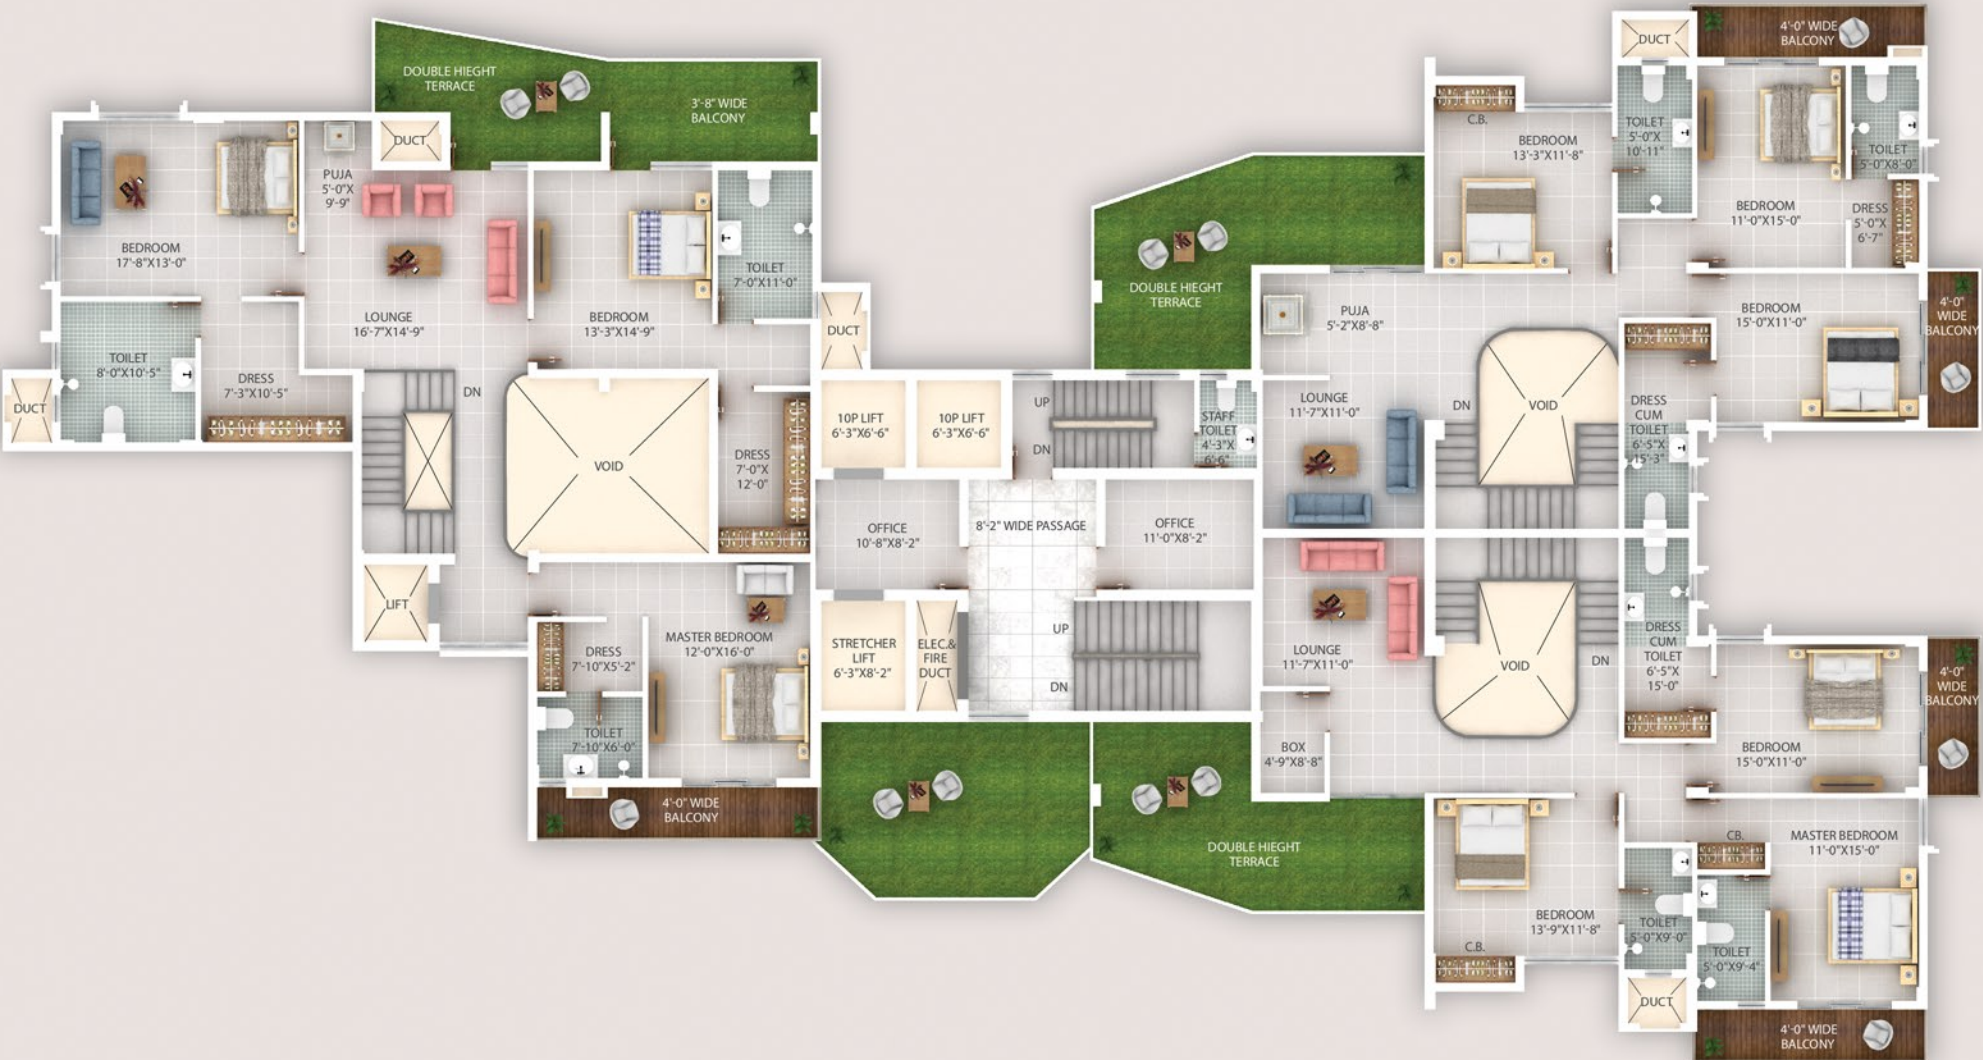 DOUBLE HIEGHT
TERRACE
3'-8" WIDE
BALCONY
DUCT
PUJA
5'-0"X
9'-9"
BEDROOM
17'-8"X13'-0"
LOUNGE
16'-7"X14'-9"
BEDROOM
13'-3"X14'-9"
TOILET
7'-0"X11'-0"
TOILET
8'-0"X10'-5"
DRESS
7'-3"X10'-5"
DUCT
DN
VOID
DUCT
DRESS
7'-0"X
12'-0"
LIFT
DRESS
7'-10"X5'-2"
MASTER BEDROOM
12'-0"X16'-0"
TOILET
7'-10"X6'-0"
4'-0" WIDE
BALCONY
10P LIFT
6'-3"X6'-6"
10P LIFT
6'-3"X6'-6"
UP
DN
STAFF
TOILET
4'-3"X
6'-6"
OFFICE
10'-8"X8'-2"
8'-2" WIDE PASSAGE
OFFICE
11'-0"X8'-2"
STRETCHER
LIFT
6'-3"X8'-2"
ELEC.&
FIRE
DUCT
UP
DN
DOUBLE HIEGHT
TERRACE
PUJA
5'-2"X8'-8"
LOUNGE
11'-7"X11'-0"
DN
VOID
C.B.
BEDROOM
13'-3"X11'-8"
DUCT
TOILET
5'-0"X
10'-11"
4'-0" WIDE
BALCONY
BEDROOM
11'-0"X15'-0"
TOILET
5'-0"X8'-0"
DRESS
5'-0"X
6'-7"
BEDROOM
15'-0"X11'-0"
4'-0"
WIDE
BALCONY
DRESS
CUM
TOILET
6'-5"X
15'-3"
LOUNGE
11'-7"X11'-0"
VOID
DN
DRESS
CUM
TOILET
6'-5"X
15'-0"
BOX
4'-9"X8'-8"
BEDROOM
15'-0"X11'-0"
4'-0"
WIDE
BALCONY
DOUBLE HIEGHT
TERRACE
BEDROOM
13'-9"X11'-8"
C.B.
TOILET
5'-0"X9'-0"
DUCT
CB.
MASTER BEDROOM
11'-0"X15'-0"
TOILET
5'-0"X9'-4"
4'-0" WIDE
BALCONY